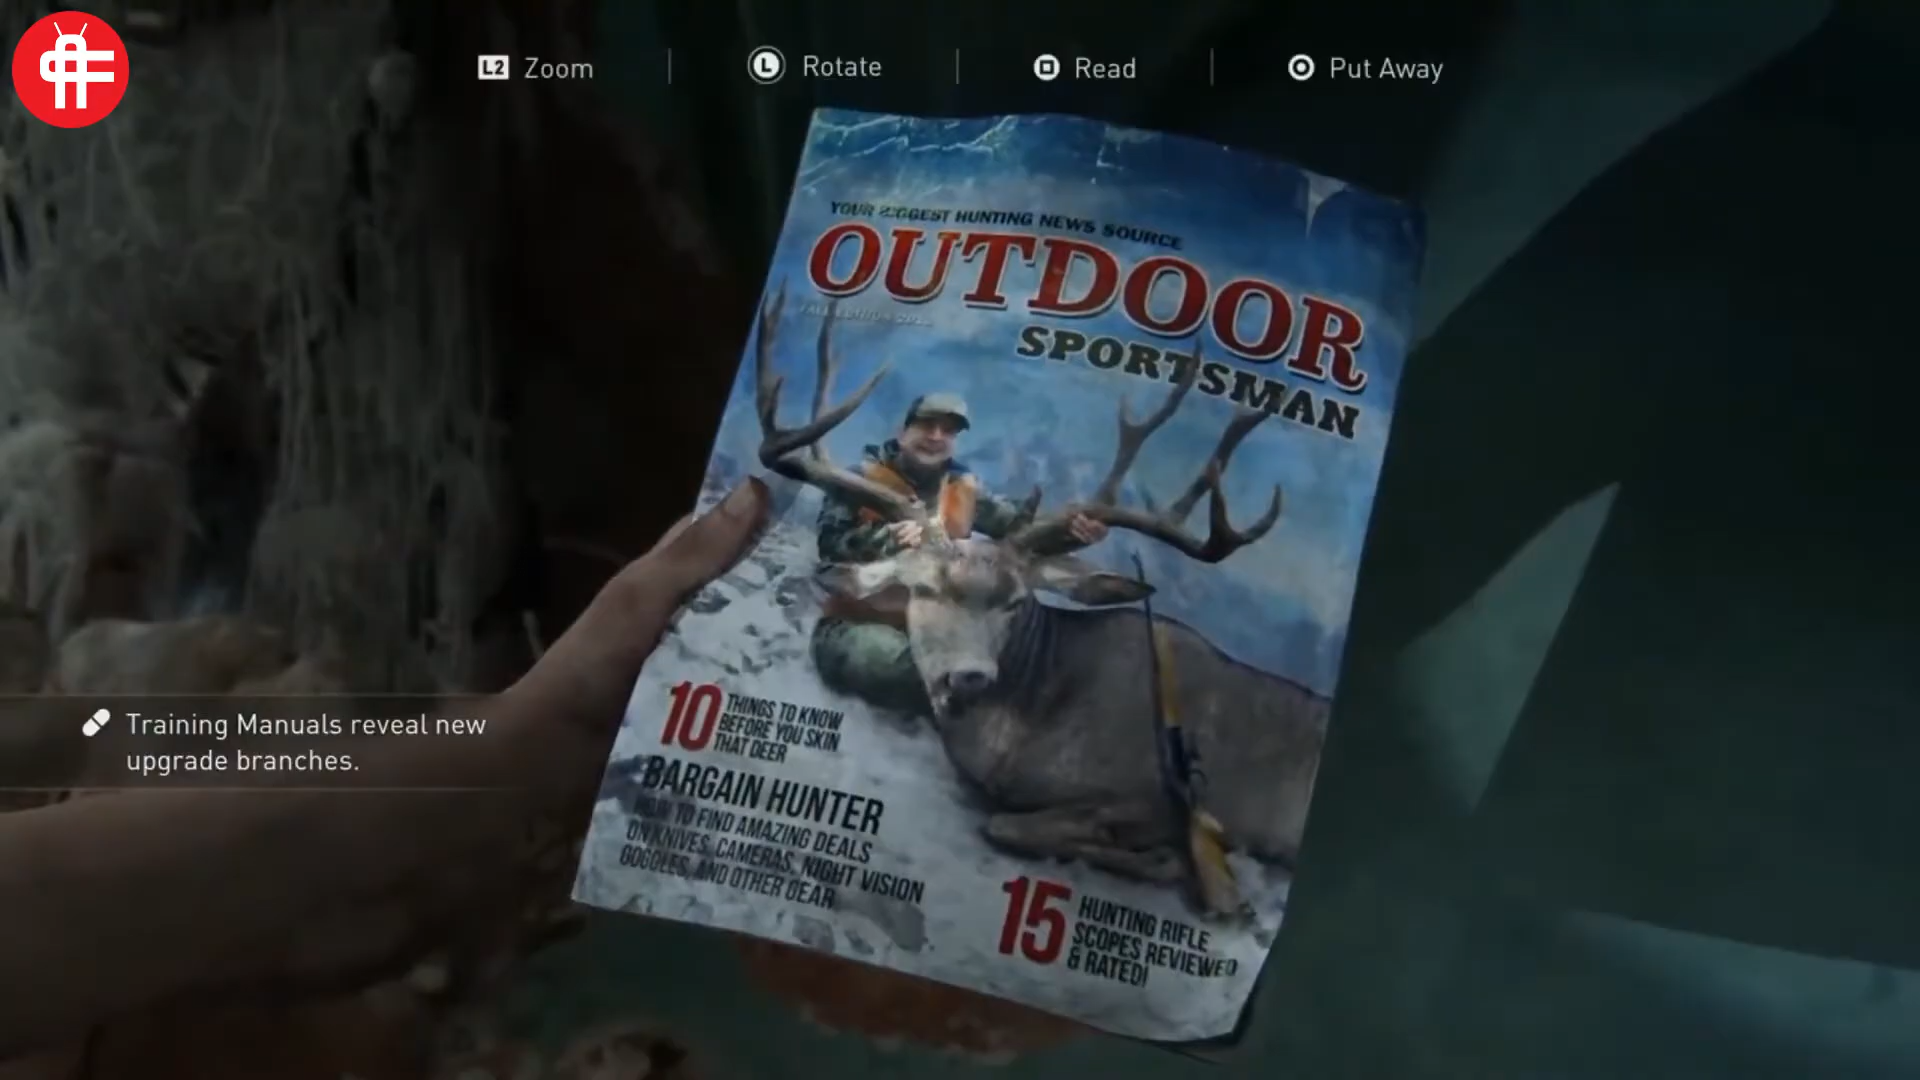 L2 Zoom
L Rotate
Read
Put Away
YOUR BIGGEST HUNTING NEWS SOURCE
OUTDOOR
SPORTSMAN
FALL EDITION
10 THINGS TO KNOW
BEFORE YOU SKIN
THAT DEER
BARGAIN HUNTER
HOW TO FIND AMAZING DEALS
ON KNIVES, CAMERAS, NIGHT VISION
GOGGLES, AND OTHER GEAR
15 HUNTING RIFLE
SCOPES REVIEWED
& RATED!
Training Manuals reveal new
upgrade branches.